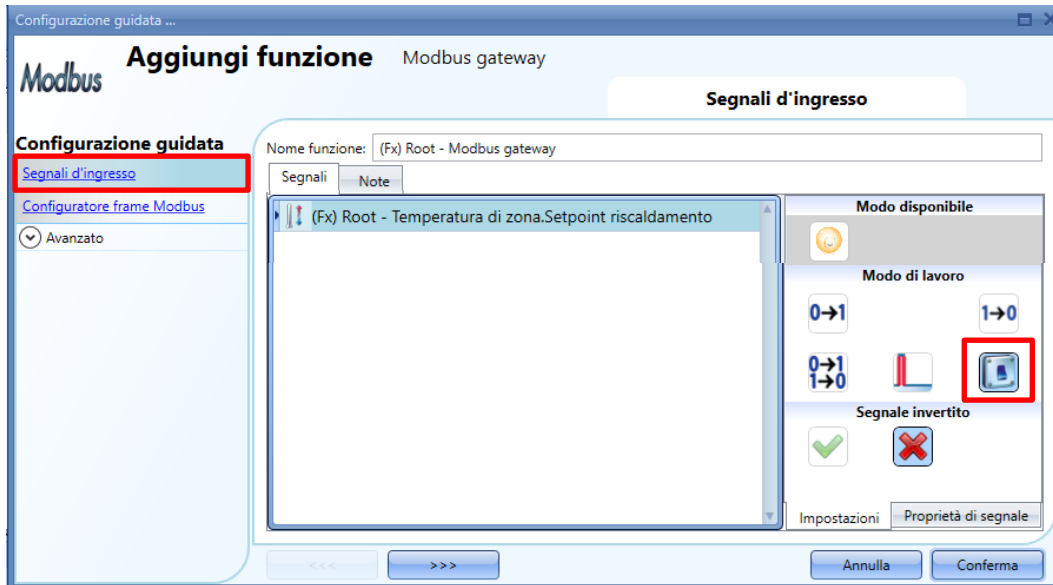 Configurazione guidata ...
Modbus
Aggiungi funzione Modbus gateway
Segnali d'ingresso
Configurazione guidata
Segnali d'ingresso
Configuratore frame Modbus
Avanzato
Nome funzione: (Fx) Root - Modbus gateway
Segnali Note
(Fx) Root - Temperatura di zona.Setpoint riscaldamento
Modo disponibile
Modo di lavoro
0→1 1→0
0→1
1→0
Segnale invertito
Impostazioni Proprietà di segnale
<<< >>> Annulla Conferma